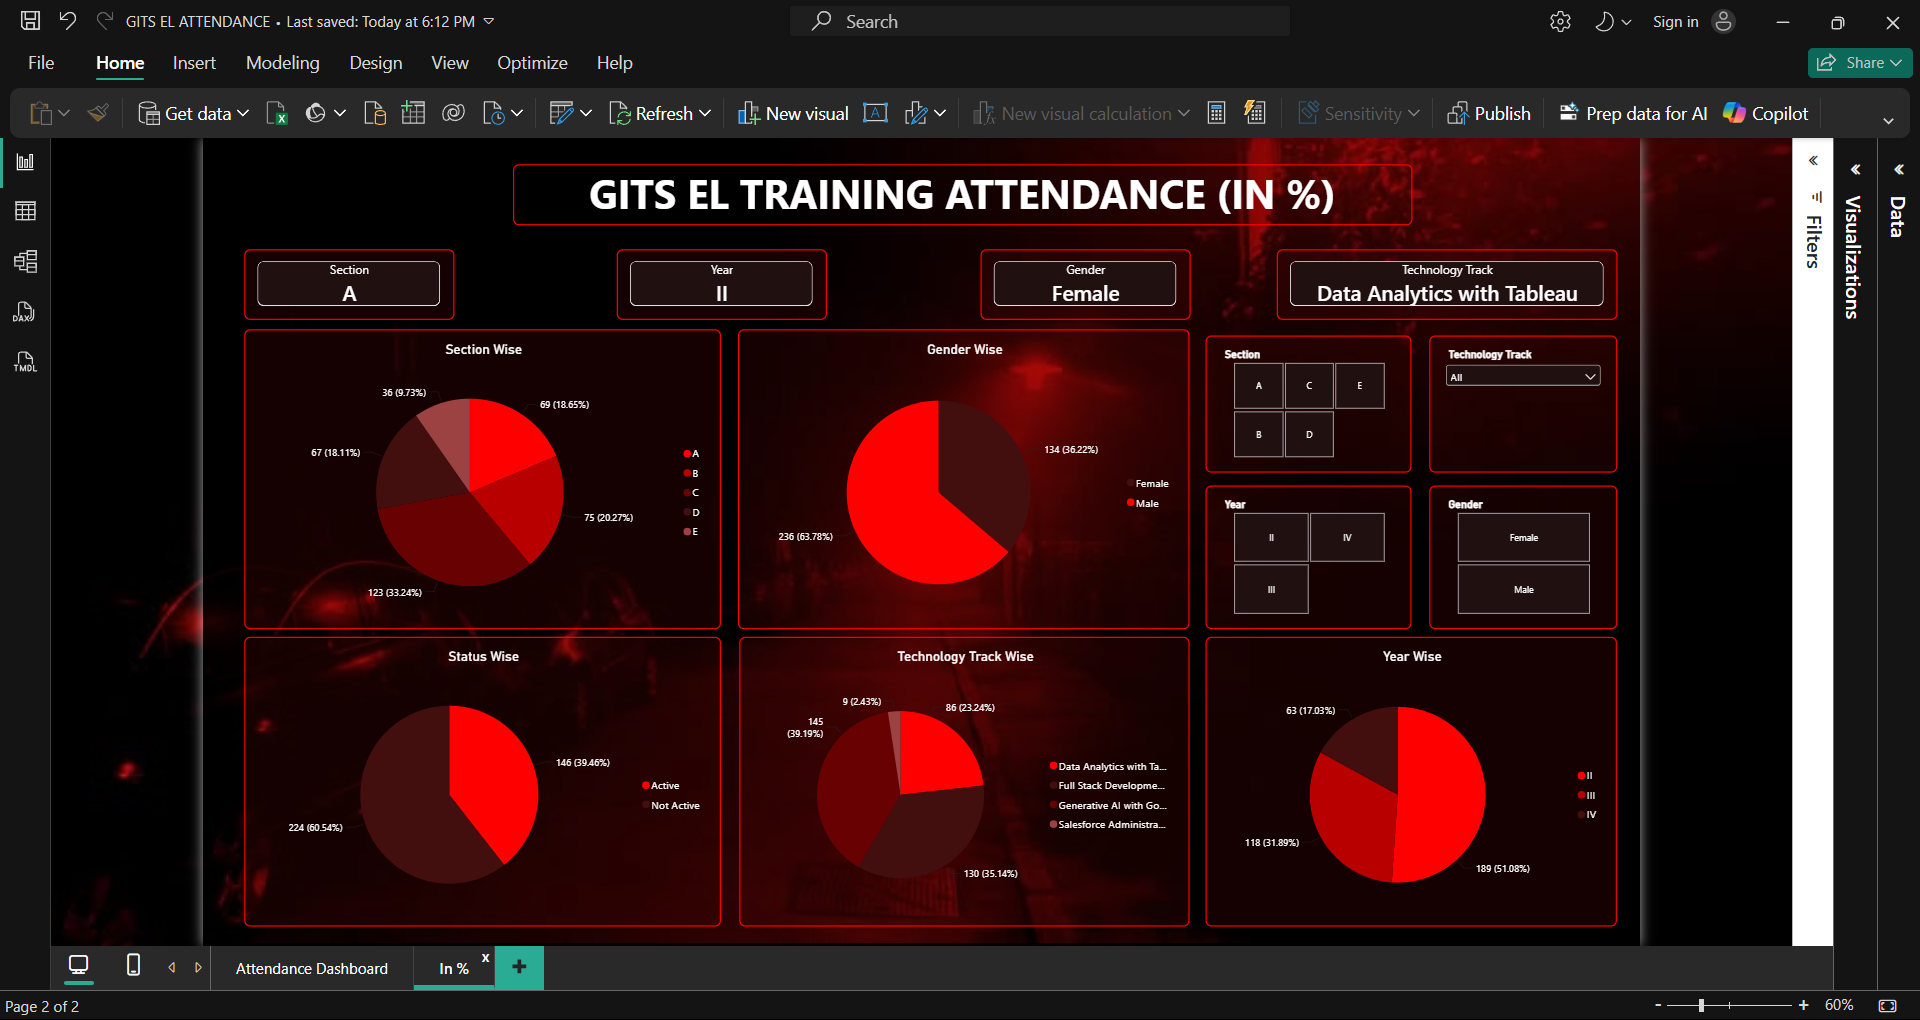 GITS EL ATTENDANCE • Last saved: Today at 6:12 PM
Search
Sign in
File
Home
Insert
Modeling
Design
View
Optimize
Help
Share
Get data
Refresh
New visual
New visual calculation
Sensitivity
Publish
Prep data for AI
Copilot
DAX
TMDL
GITS EL TRAINING ATTENDANCE (IN %)
Section
A
Year
II
Gender
Female
Technology Track
Data Analytics with Tableau
Section Wise
36 (9.73%)
69 (18.65%)
67 (18.11%)
75 (20.27%)
123 (33.24%)
A
B
C
D
E
Gender Wise
134 (36.22%)
236 (63.78%)
Female
Male
Section
A
C
E
B
D
Technology Track
All
Year
II
IV
III
Gender
Female
Male
Status Wise
146 (39.46%)
224 (60.54%)
Active
Not Active
Technology Track Wise
9 (2.43%)
86 (23.24%)
145
(39.19%)
130 (35.14%)
Data Analytics with Ta...
Full Stack Developme...
Generative AI with Go...
Salesforce Administra...
Year Wise
63 (17.03%)
118 (31.89%)
189 (51.08%)
II
III
IV
Filters
Visualizations
Data
Attendance Dashboard
In %
Page 2 of 2
60%